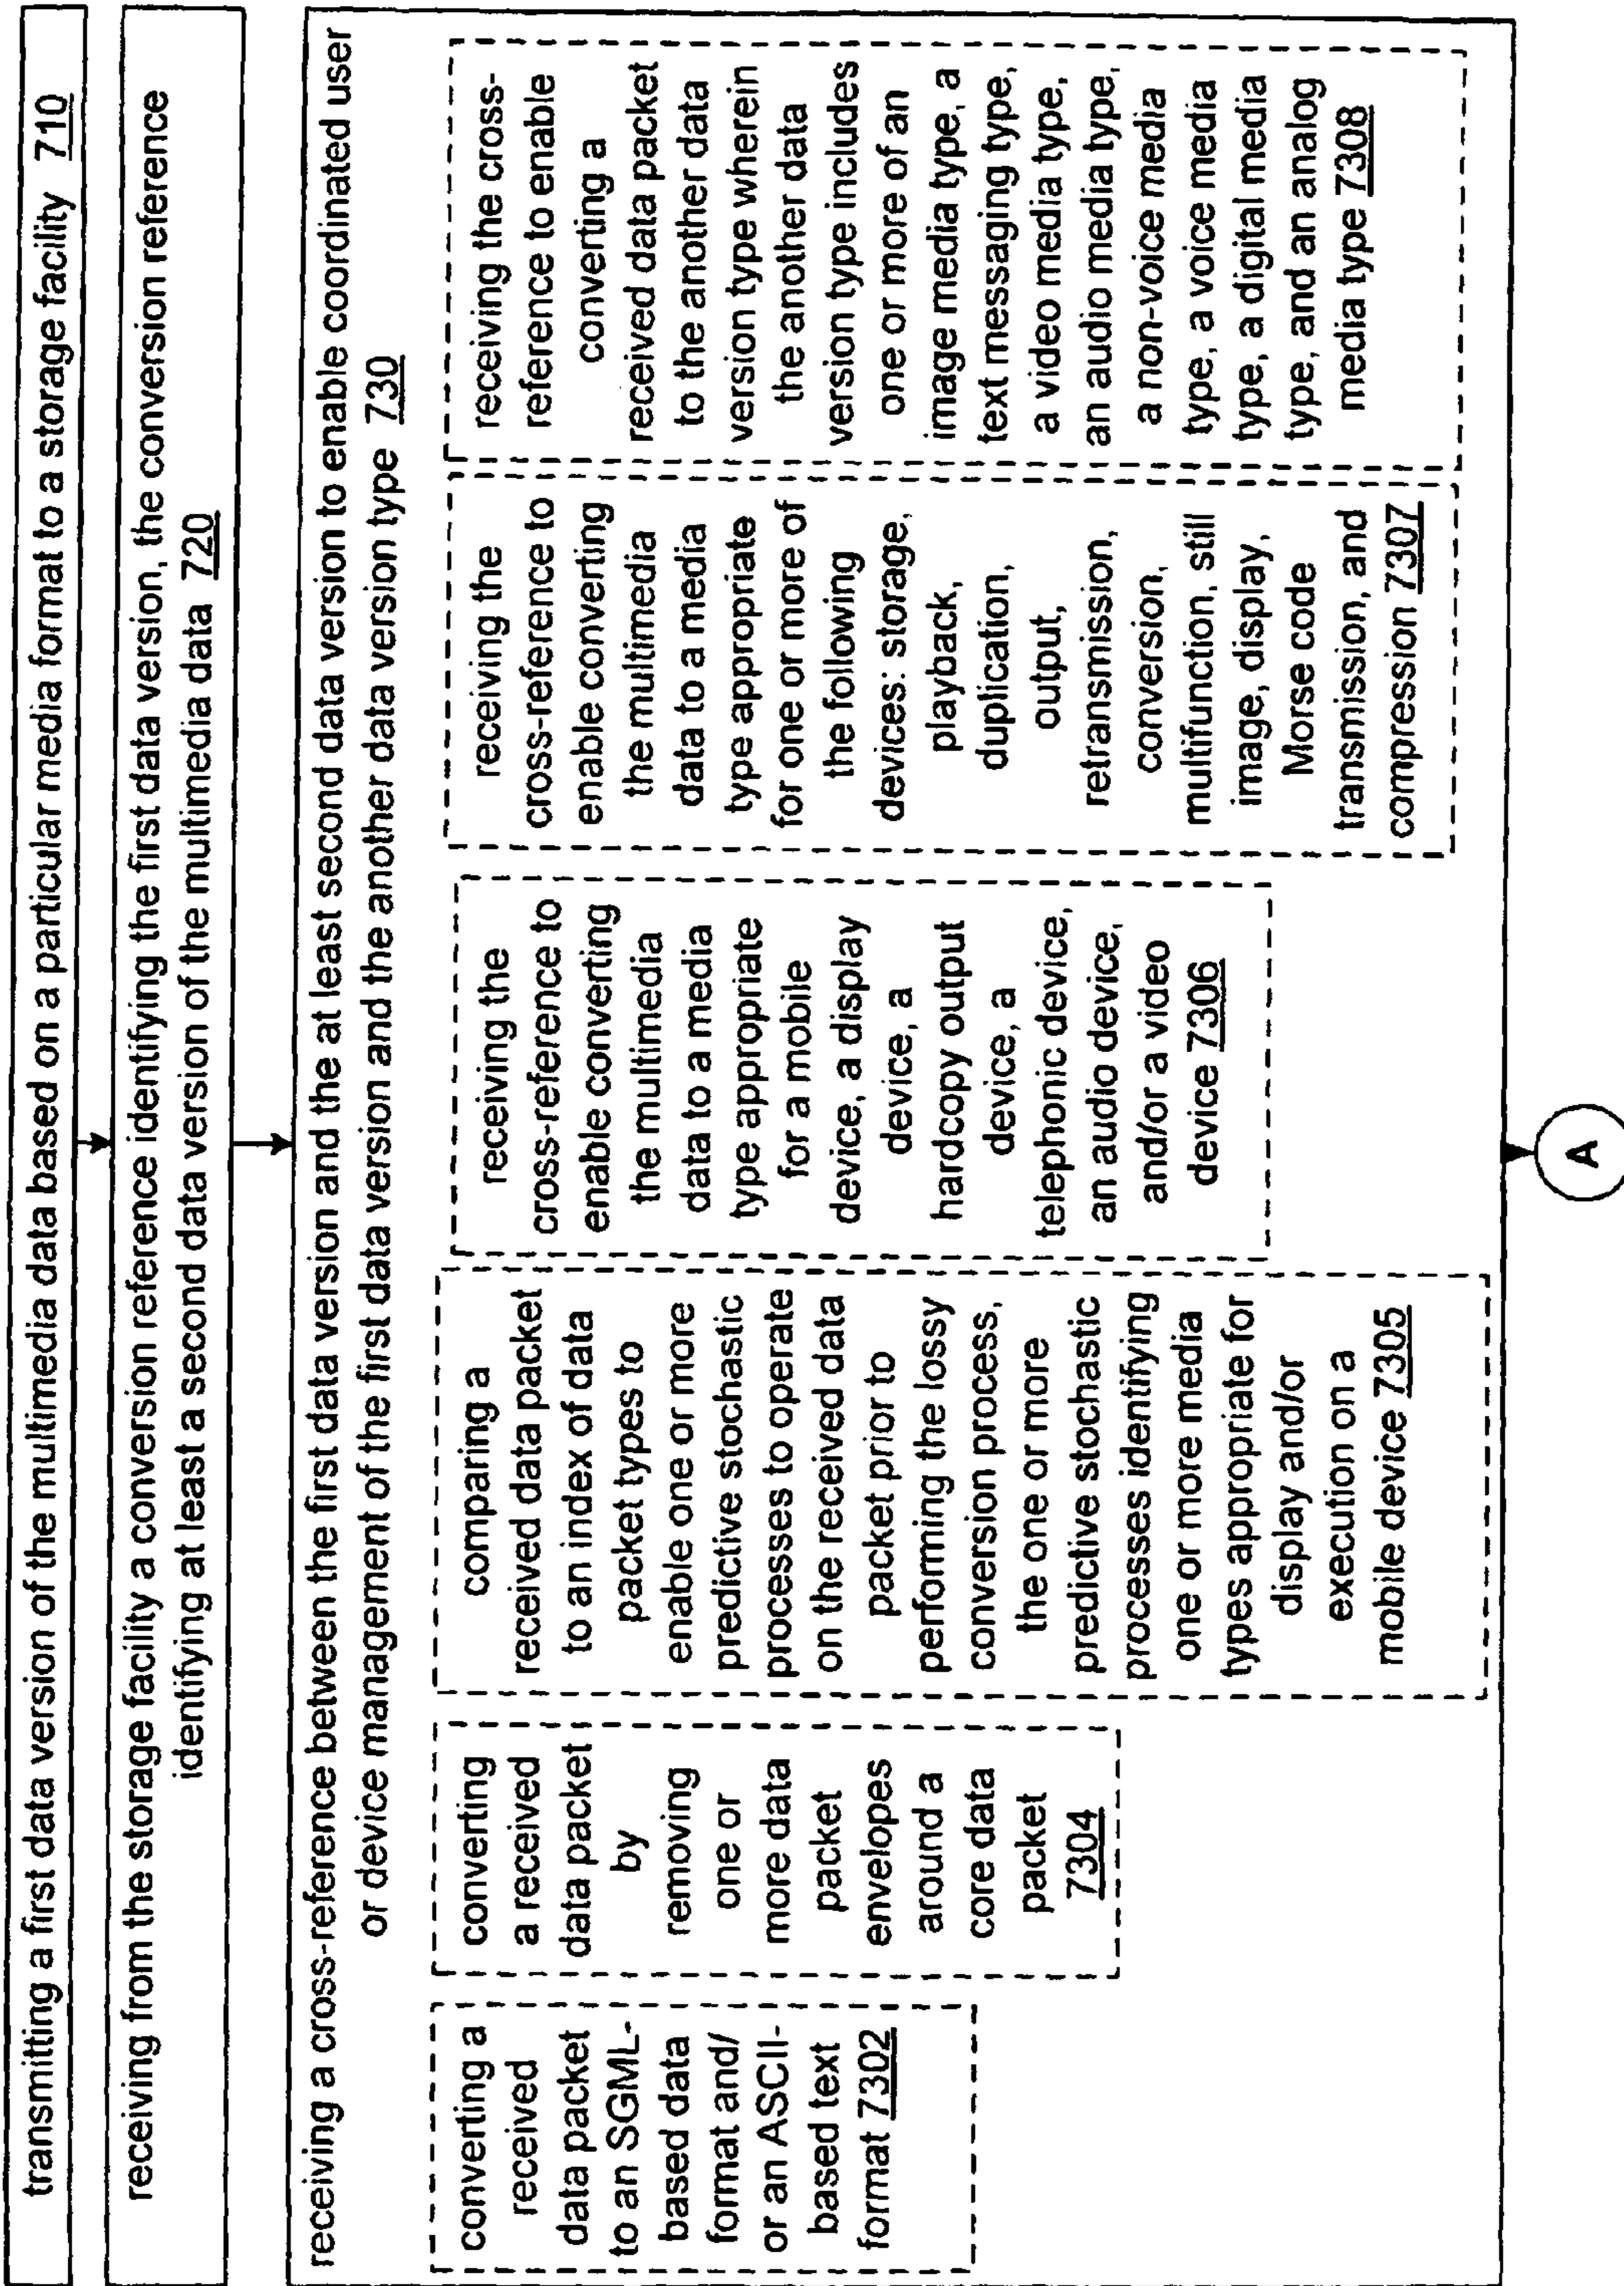 transmitting a first data version of the multimedia data based on a particular media format to a storage facility 710
receiving from the storage facility a conversion reference identifying the first data version, the conversion reference
identifying at least a second data version of the multimedia data 720
receiving a cross-reference between the first data version and the at least second data version to enable coordinated user
or device management of the first data version and the another data version type 730
converting a
received
data packet
to an SGML-
based data
format and/
or an ASCII-
based text
format 7302
converting
a received
data packet
by
removing
one or
more data
packet
envelopes
around a
core data
packet
7304
comparing a
received data packet
to an index of data
packet types to
enable one or more
predictive stochastic
processes to operate
on the received data
packet prior to
performing the lossy
conversion process,
the one or more
predictive stochastic
processes identifying
one or more media
types appropriate for
display and/or
execution on a
mobile device 7305
receiving the
cross-reference to
enable converting
the multimedia
data to a media
type appropriate
for a mobile
device, a display
device, a
hardcopy output
device, a
telephonic device,
an audio device,
and/or a video
device 7306
receiving the
cross-reference to
enable converting
the multimedia
data to a media
type appropriate
for one or more of
the following
devices: storage,
playback,
duplication,
output,
retransmission,
conversion,
multifunction, still
image, display,
Morse code
transmission, and
compression 7307
receiving the cross-
reference to enable
converting a
received data packet
to the another data
version type wherein
the another data
version type includes
one or more of an
image media type, a
text messaging type,
a video media type,
an audio media type,
a non-voice media
type, a voice media
type, a digital media
type, and an analog
media type 7308
A